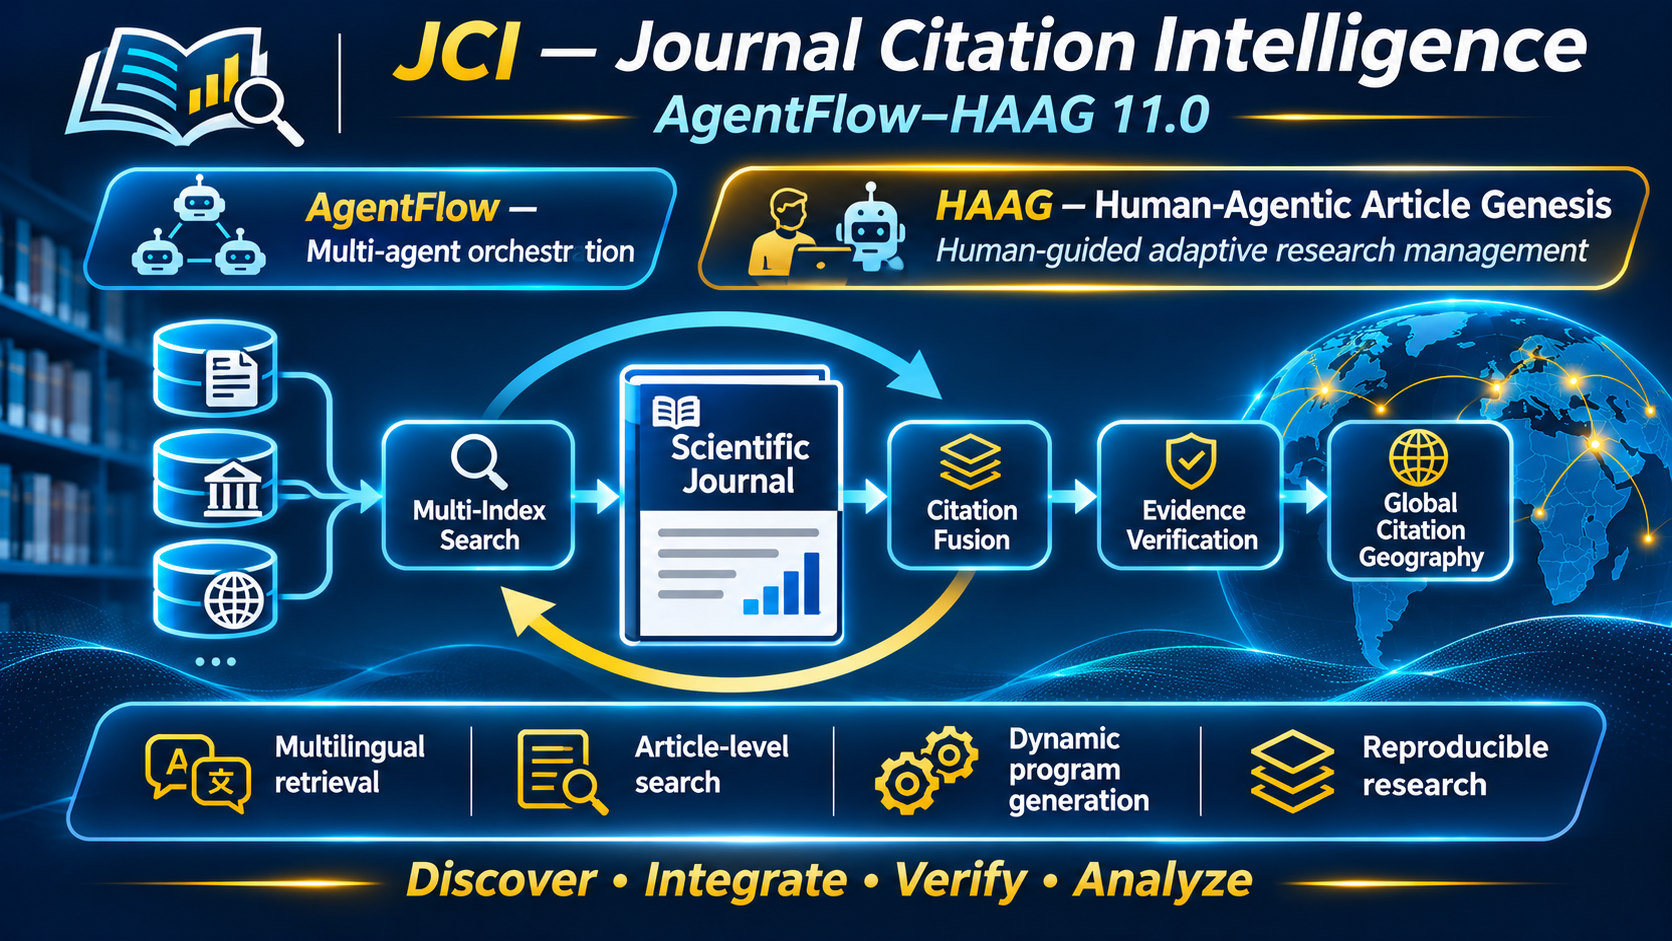 JCI — Journal Citation Intelligence
AgentFlow–HAAG 11.0
AgentFlow —
Multi-agent orchestr tion
HAAG – Human-Agentic Article Genesis
Human-guided adaptive research management
Scientific
Journal
Multi-Index
Search
Citation
Fusion
Evidence
Verification
Global
Citation
Geography
A
文
Multilingual
retrieval
Article-level
search
Dynamic
program
generation
Reproducible
research
Discover • Integrate • Verify • Analyze